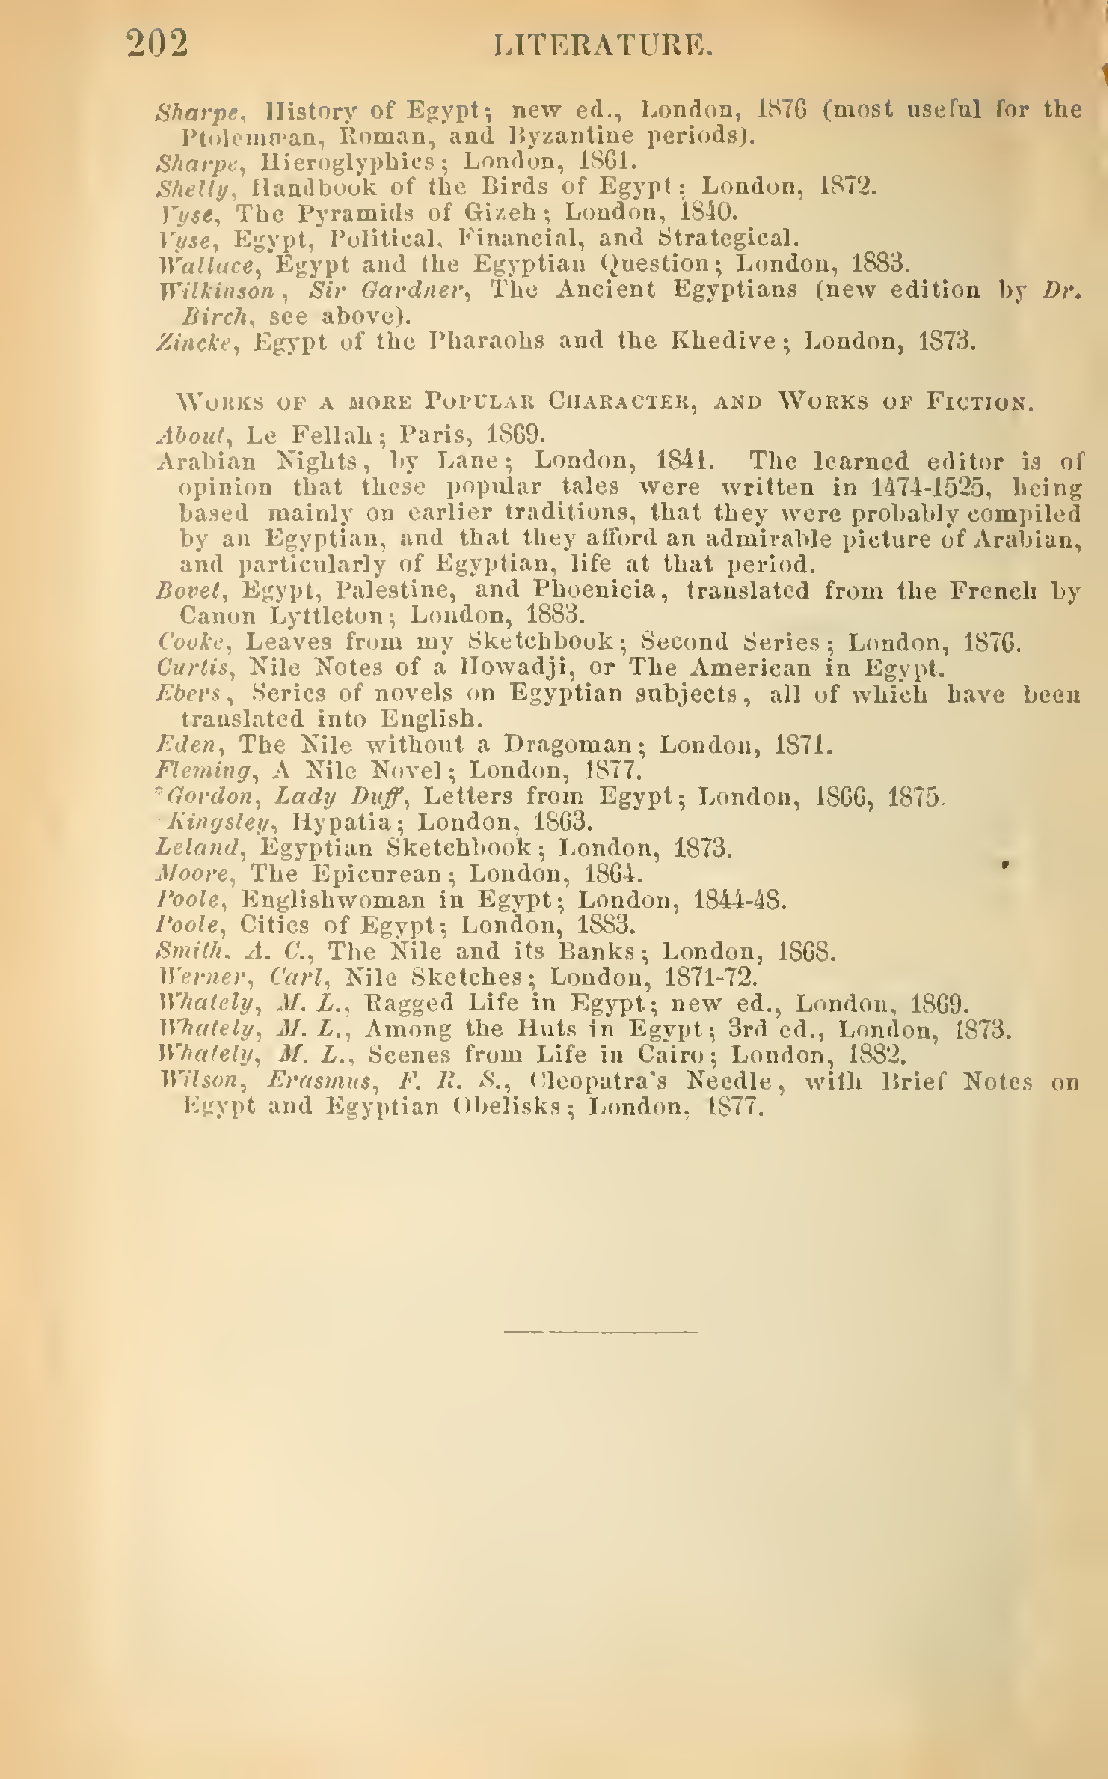 202 LITERATURE.
Sharpe, History of Egypt; new ed., London, 1876 (most useful for the
Ptolemæan, Roman, and Byzantine periods).
Sharpe, Hieroglyphics; London, 1861.
Shelly, Handbook of the Birds of Egypt; London, 1872.
Vyse, The Pyramids of Gizeh; London, 1840.
Vyse, Egypt, Political, Financial, and Strategical.
Wallace, Egypt and the Egyptian Question; London, 1883.
Wilkinson, Sir Gardner, The Ancient Egyptians (new edition by Dr.
Birch, see above).
Zincke, Egypt of the Pharaohs and the Khedive; London, 1873.
WORKS OF A MORE POPULAR CHARACTER, AND WORKS OF FICTION.
About, Le Fellah; Paris, 1869.
Arabian Nights, by Lane; London, 1841. The learned editor is of
opinion that these popular tales were written in 1474-1525, being
based mainly on earlier traditions, that they were probably compiled
by an Egyptian, and that they afford an admirable picture of Arabian,
and particularly of Egyptian, life at that period.
Bovet, Egypt, Palestine, and Phoenicia, translated from the French by
Canon Lyttleton; London, 1883.
Cooke, Leaves from my Sketchbook; Second Series; London, 1876.
Curtis, Nile Notes of a Howadji, or The American in Egypt.
Ebers, Series of novels on Egyptian subjects, all of which have been
translated into English.
Eden, The Nile without a Dragoman; London, 1871.
Fleming, A Nile Novel; London, 1877.
*Gordon, Lady Duff, Letters from Egypt; London, 1866, 1875.
Kingsley, Hypatia; London, 1863.
Leland, Egyptian Sketchbook; London, 1873.
Moore, The Epicurean; London, 1864.
Poole, Englishwoman in Egypt; London, 1844-48.
Poole, Cities of Egypt; London, 1883.
Smith, A. C., The Nile and its Banks; London, 1868.
Werner, Carl, Nile Sketches; London, 1871-72.
Whately, M. L., Ragged Life in Egypt; new ed., London, 1869.
Whately, M. L., Among the Huts in Egypt; 3rd ed., London, 1873.
Whately, M. L., Scenes from Life in Cairo; London, 1882.
Wilson, Erasmus, F. R. S., Cleopatra's Needle, with Brief Notes on
Egypt and Egyptian Obelisks; London, 1877.